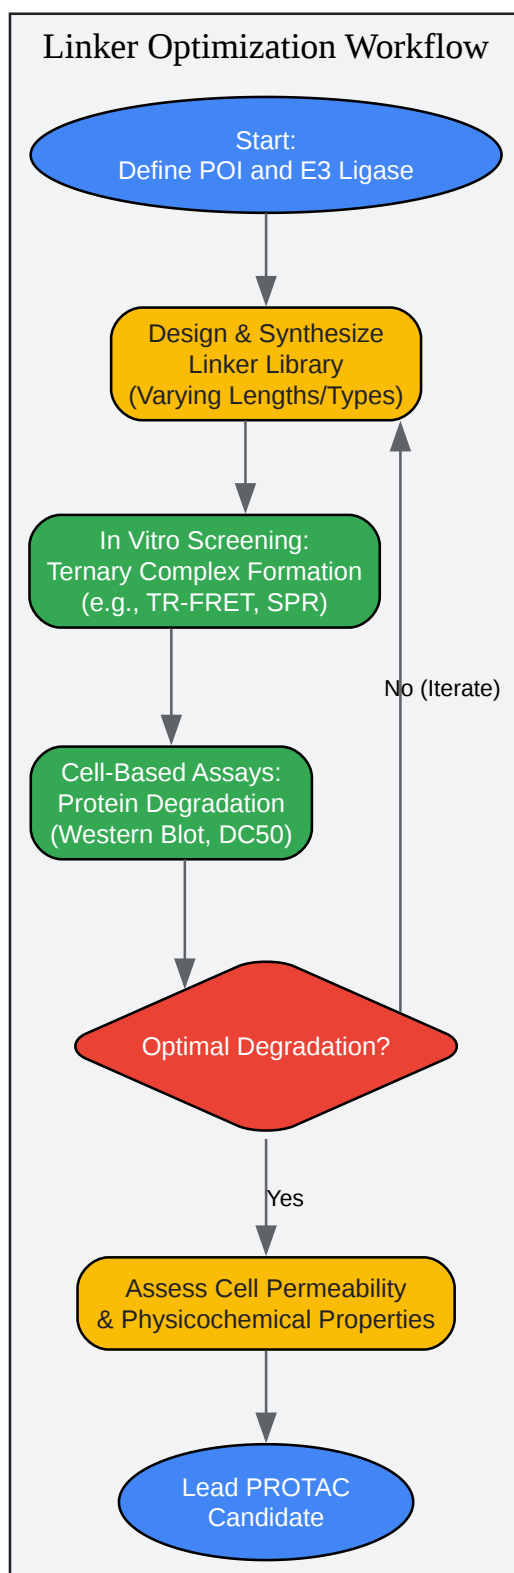 Linker Optimization Workflow
Start:
Define POI and E3 Ligase
Design & Synthesize
Linker Library
(Varying Lengths/Types)
In Vitro Screening:
Ternary Complex Formation
(e.g., TR-FRET, SPR)
No (Iterate)
Cell-Based Assays:
Protein Degradation
(Western Blot, DC50)
Optimal Degradation?
Yes
Assess Cell Permeability
& Physicochemical Properties
Lead PROTAC
Candidate